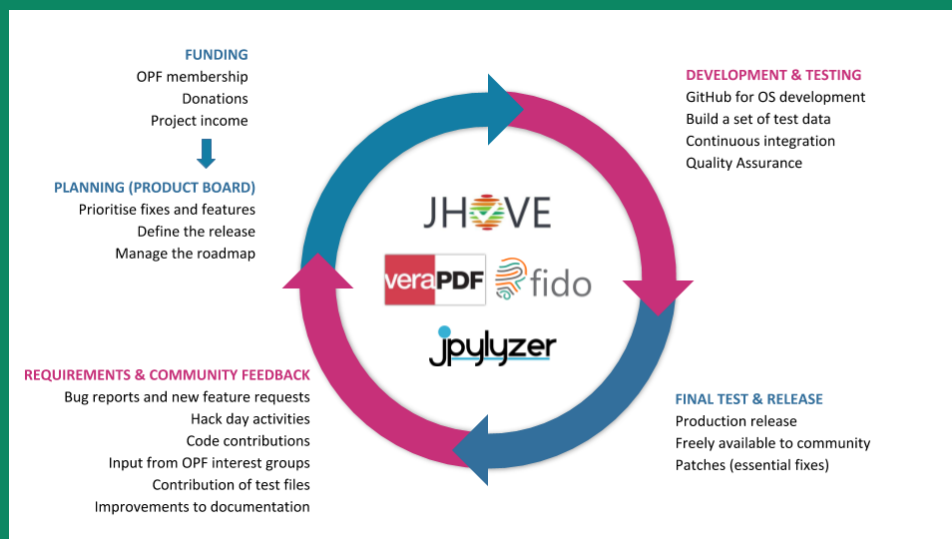 FUNDING
OPF membership
Donations
Project income
PLANNING (PRODUCT BOARD)
Prioritise fixes and features
Define the release
Manage the roadmap
DEVELOPMENT & TESTING
GitHub for OS development
Build a set of test data
Continuous integration
Quality Assurance
JHOVE
veraPDF
fido
jpylyzer
REQUIREMENTS & COMMUNITY FEEDBACK
Bug reports and new feature requests
Hack day activities
Code contributions
Input from OPF interest groups
Contribution of test files
Improvements to documentation
FINAL TEST & RELEASE
Production release
Freely available to community
Patches (essential fixes)